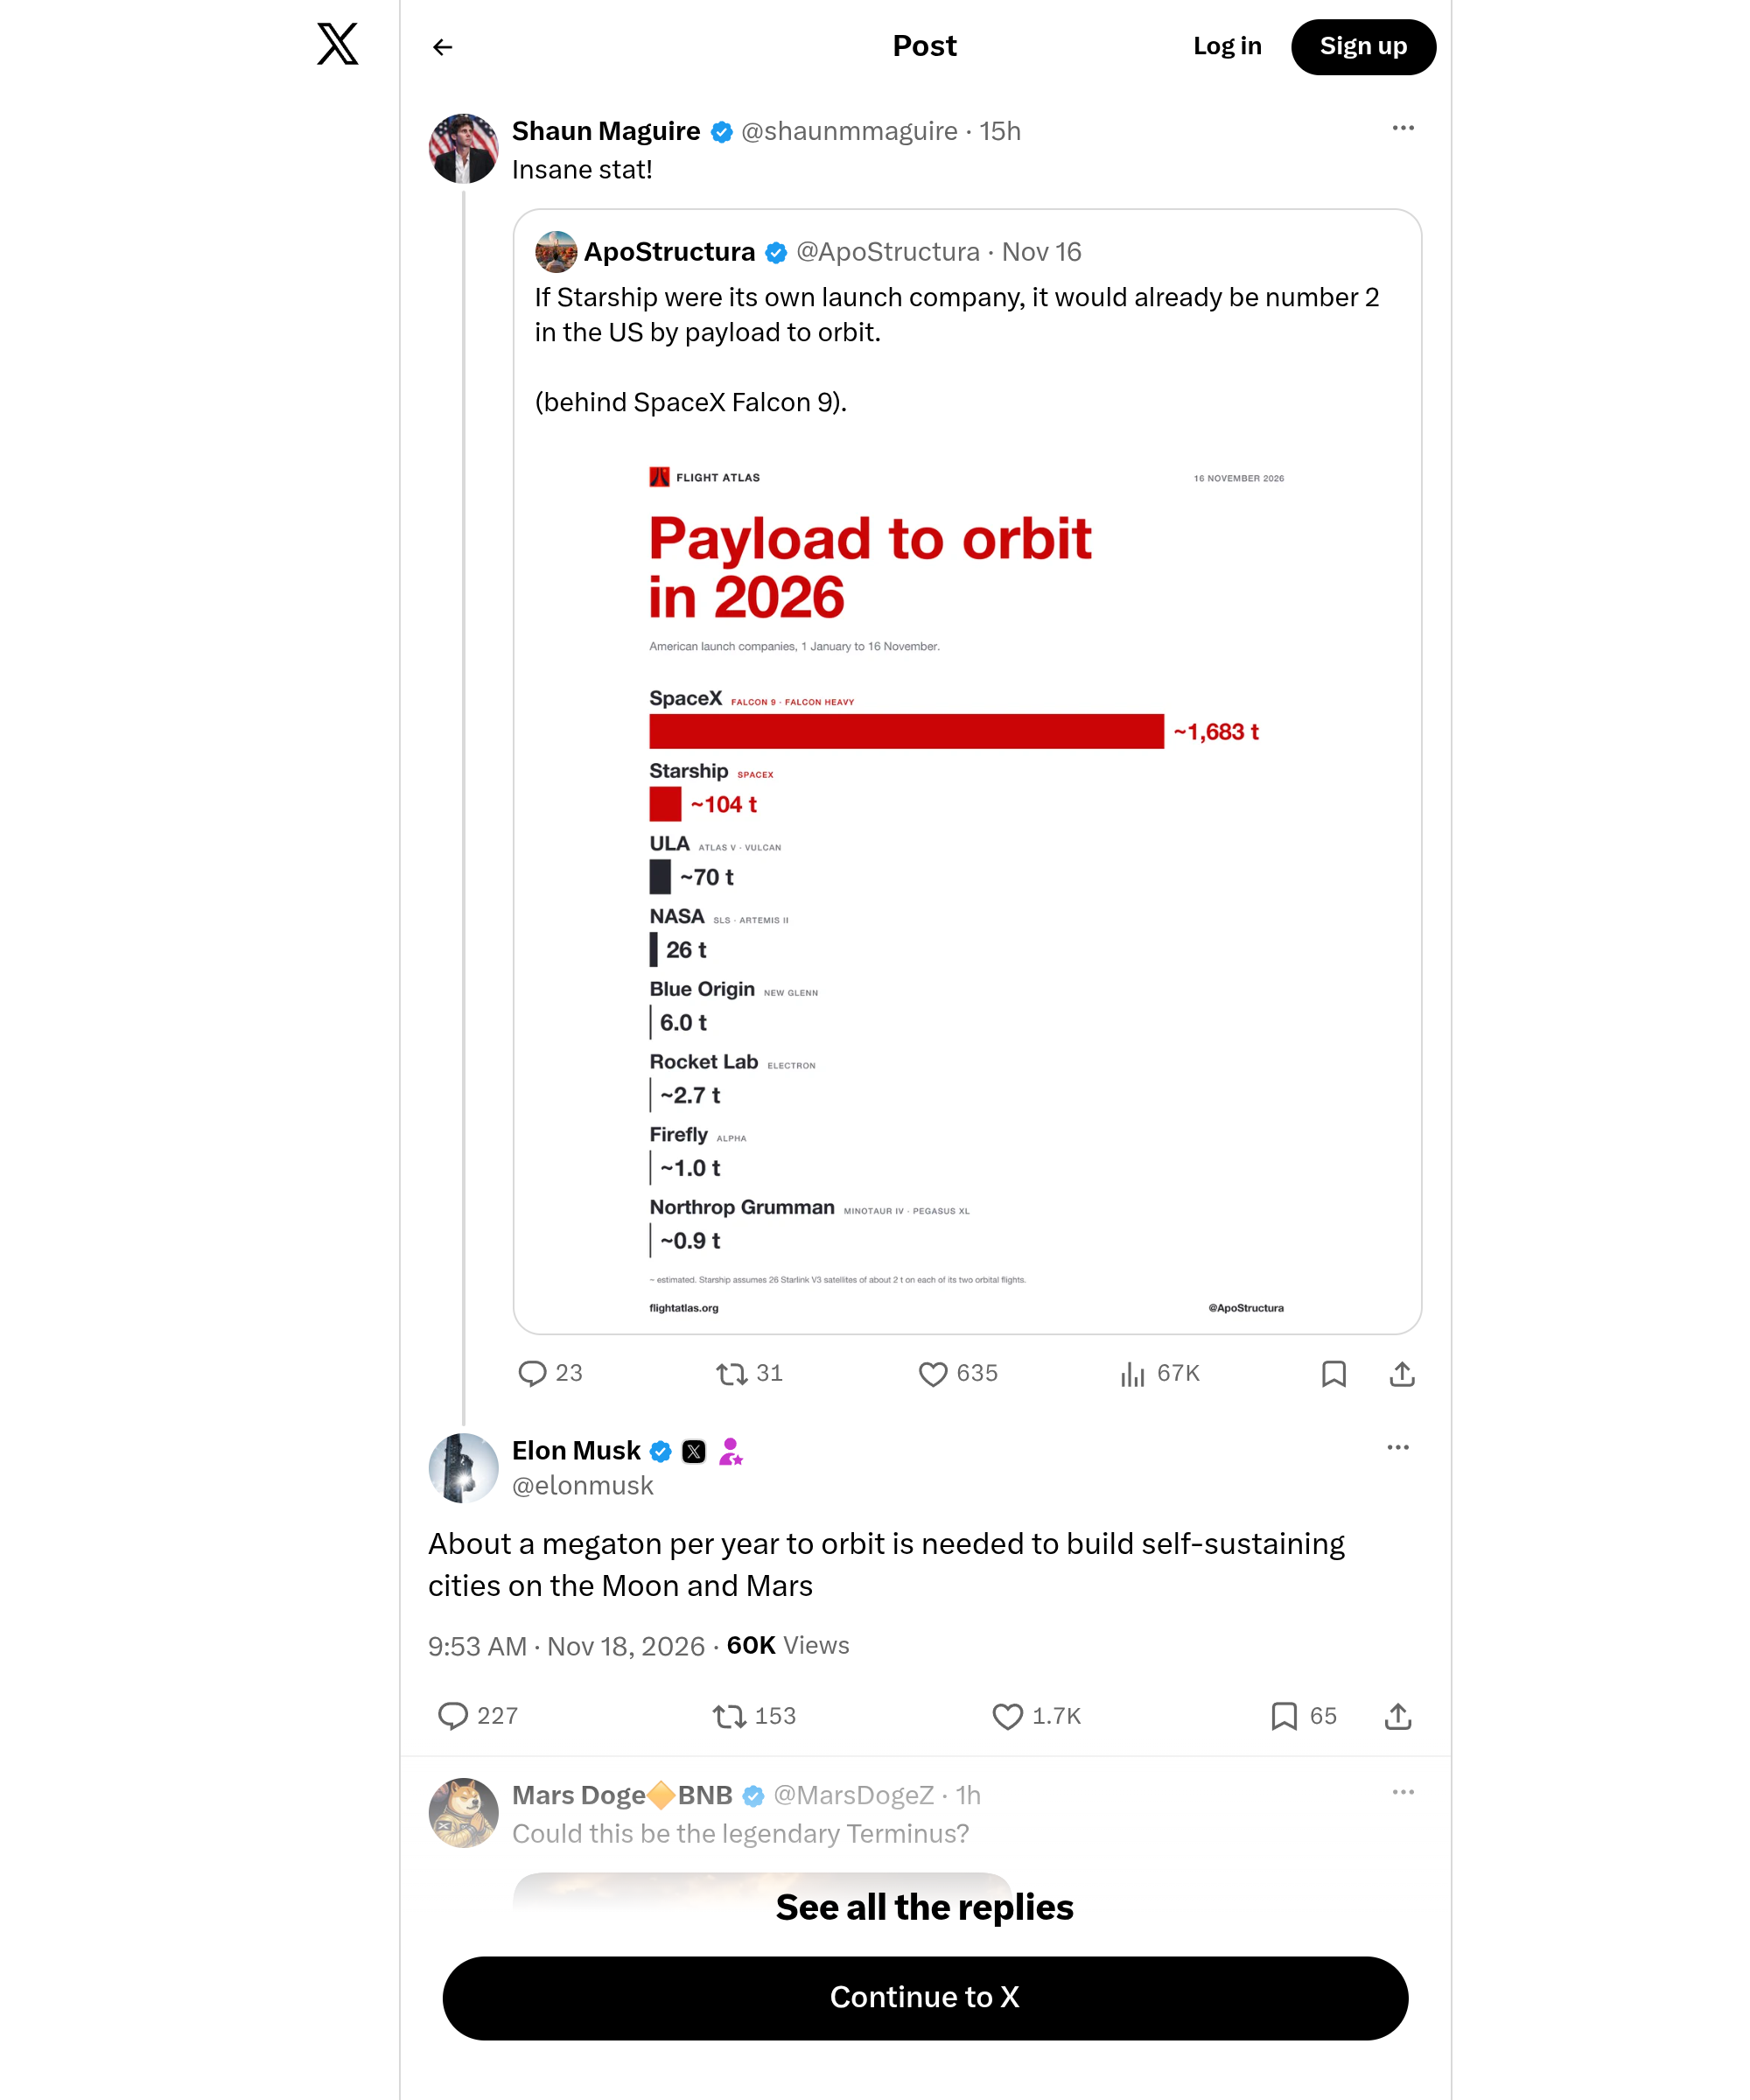 Post
Log in
Sign up
Shaun Maguire @shaunmmaguire · 15h
Insane stat!
ApoStructura @ApoStructura · Nov 16
If Starship were its own launch company, it would already be number 2
in the US by payload to orbit.
(behind SpaceX Falcon 9).
FLIGHT ATLAS
16 NOVEMBER 2026
Payload to orbit
in 2026
American launch companies, 1 January to 16 November.
SpaceX FALCON 9 · FALCON HEAVY
~1,683 t
Starship SPACEX
~104 t
ULA ATLAS V · VULCAN
~70 t
NASA SLS · ARTEMIS II
26 t
Blue Origin NEW GLENN
6.0 t
Rocket Lab ELECTRON
~2.7 t
Firefly ALPHA
~1.0 t
Northrop Grumman MINOTAUR IV · PEGASUS XL
~0.9 t
~ estimated. Starship assumes 26 Starlink V3 satellites of about 2 t on each of its two orbital flights.
flightatlas.org
@ApoStructura
23
31
635
67K
Elon Musk
@elonmusk
About a megaton per year to orbit is needed to build self-sustaining
cities on the Moon and Mars
9:53 AM · Nov 18, 2026 · 60K Views
227
153
1.7K
65
Mars Doge🔶BNB @MarsDogeZ · 1h
Could this be the legendary Terminus?
See all the replies
Continue to X